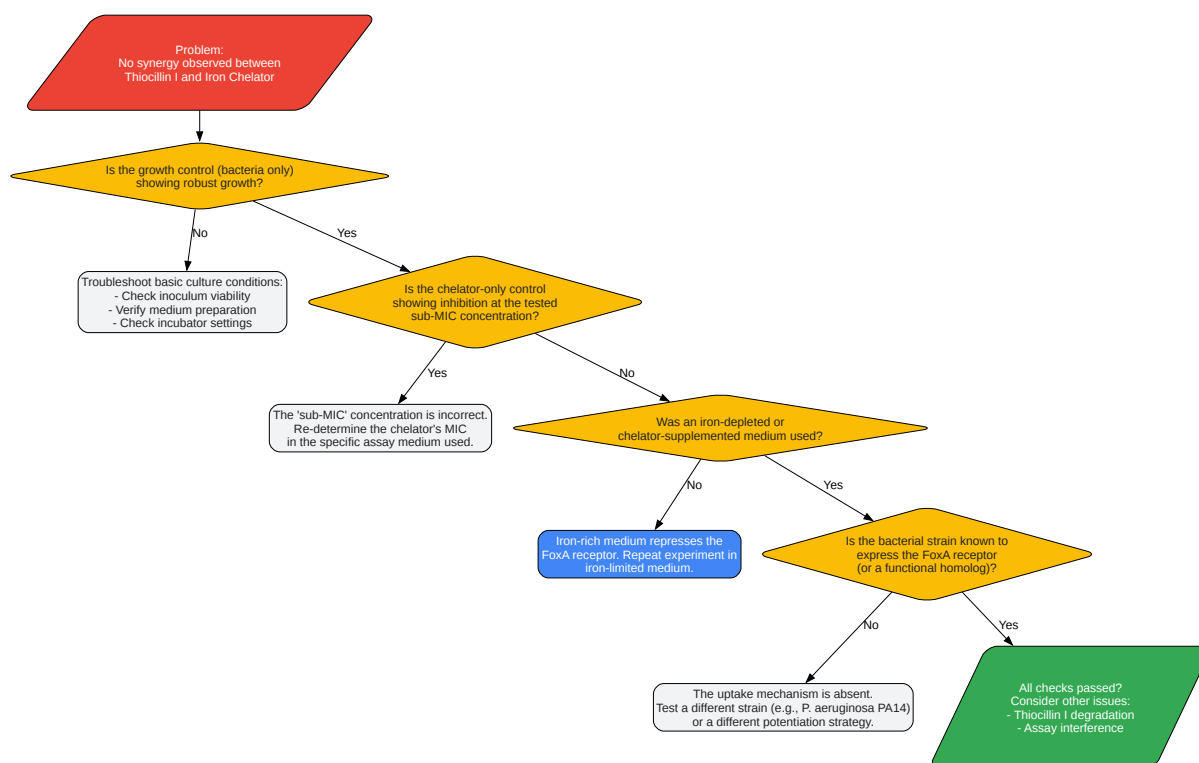 Problem:
No synergy observed between
Thiocillin I and Iron Chelator
Is the growth control (bacteria only)
showing robust growth?
No
Yes
Troubleshoot basic culture conditions:
- Check inoculum viability
- Verify medium preparation
- Check incubator settings
Is the chelator-only control
showing inhibition at the tested
sub-MIC concentration?
Yes
No
The 'sub-MIC' concentration is incorrect.
Re-determine the chelator's MIC
in the specific assay medium used.
Was an iron-depleted or
chelator-supplemented medium used?
No
Yes
Iron-rich medium represses the
FoxA receptor. Repeat experiment in
iron-limited medium.
Is the bacterial strain known to
express the FoxA receptor
(or a functional homolog)?
No
Yes
The uptake mechanism is absent.
Test a different strain (e.g., P. aeruginosa PA14)
or a different potentiation strategy.
All checks passed?
Consider other issues:
- Thiocillin I degradation
- Assay interference